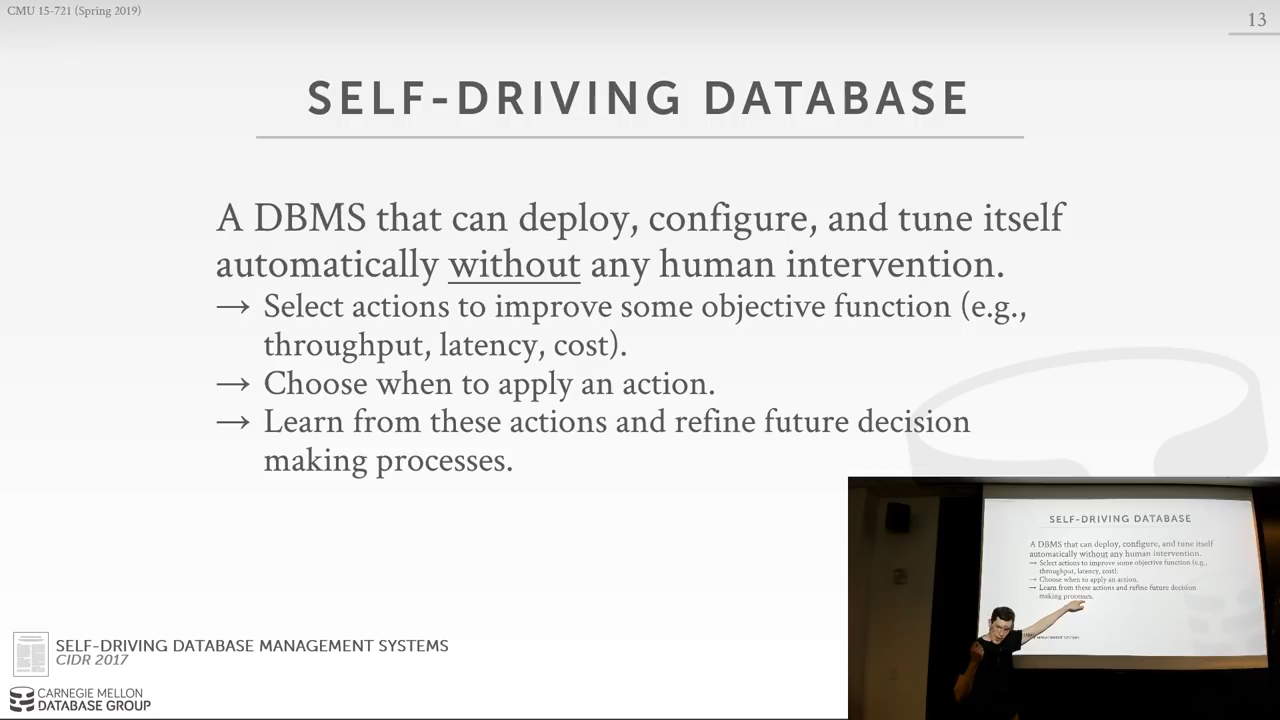 CMU 15-721 (Spring 2019)
13
SELF-DRIVING DATABASE
A DBMS that can deploy, configure, and tune itself
automatically without any human intervention.
→ Select actions to improve some objective function (e.g.,
throughput, latency, cost).
→ Choose when to apply an action.
→ Learn from these actions and refine future decision
making processes.
SELF-DRIVING DATABASE
A DBMS that can deploy, configure, and tune itself
automatically without any human intervention.
→ Select actions to improve some objective function (e.g.,
throughput, latency, cost).
→ Choose when to apply an action.
→ Learn from these actions and refine future decision
making processes.
SELF-DRIVING DATABASE MANAGEMENT SYSTEMS
CIDR 2017
CARNEGIE MELLON
DATABASE GROUP